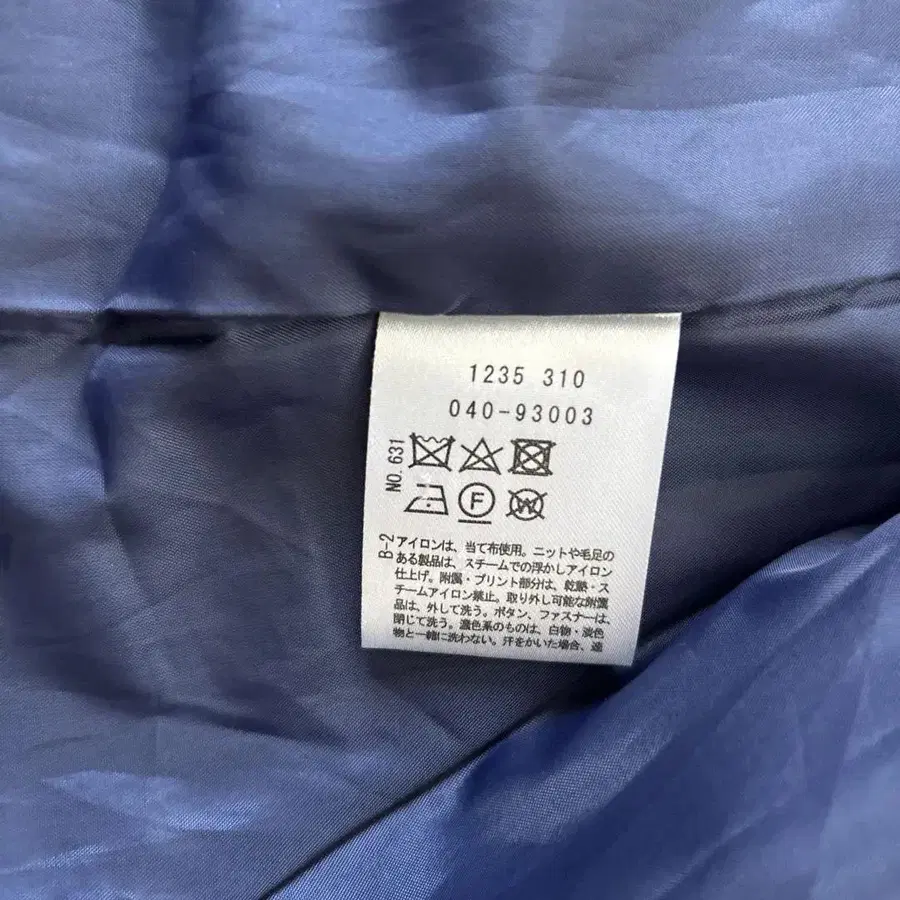 1235 310
040-93003
NO. 631
F
W
B-2
アイロンは、当て布使用。ニットや毛足の
ある製品は、スチームでの浮かしアイロン
仕上げ。附属・プリント部分は、乾熱・ス
チームアイロン禁止。取り外し可能な附属
品は、外して洗う。ボタン、ファスナーは、
閉じて洗う。濃色系のものは、白物・淡色
物と一緒に洗わない。汗をかいた場合、速